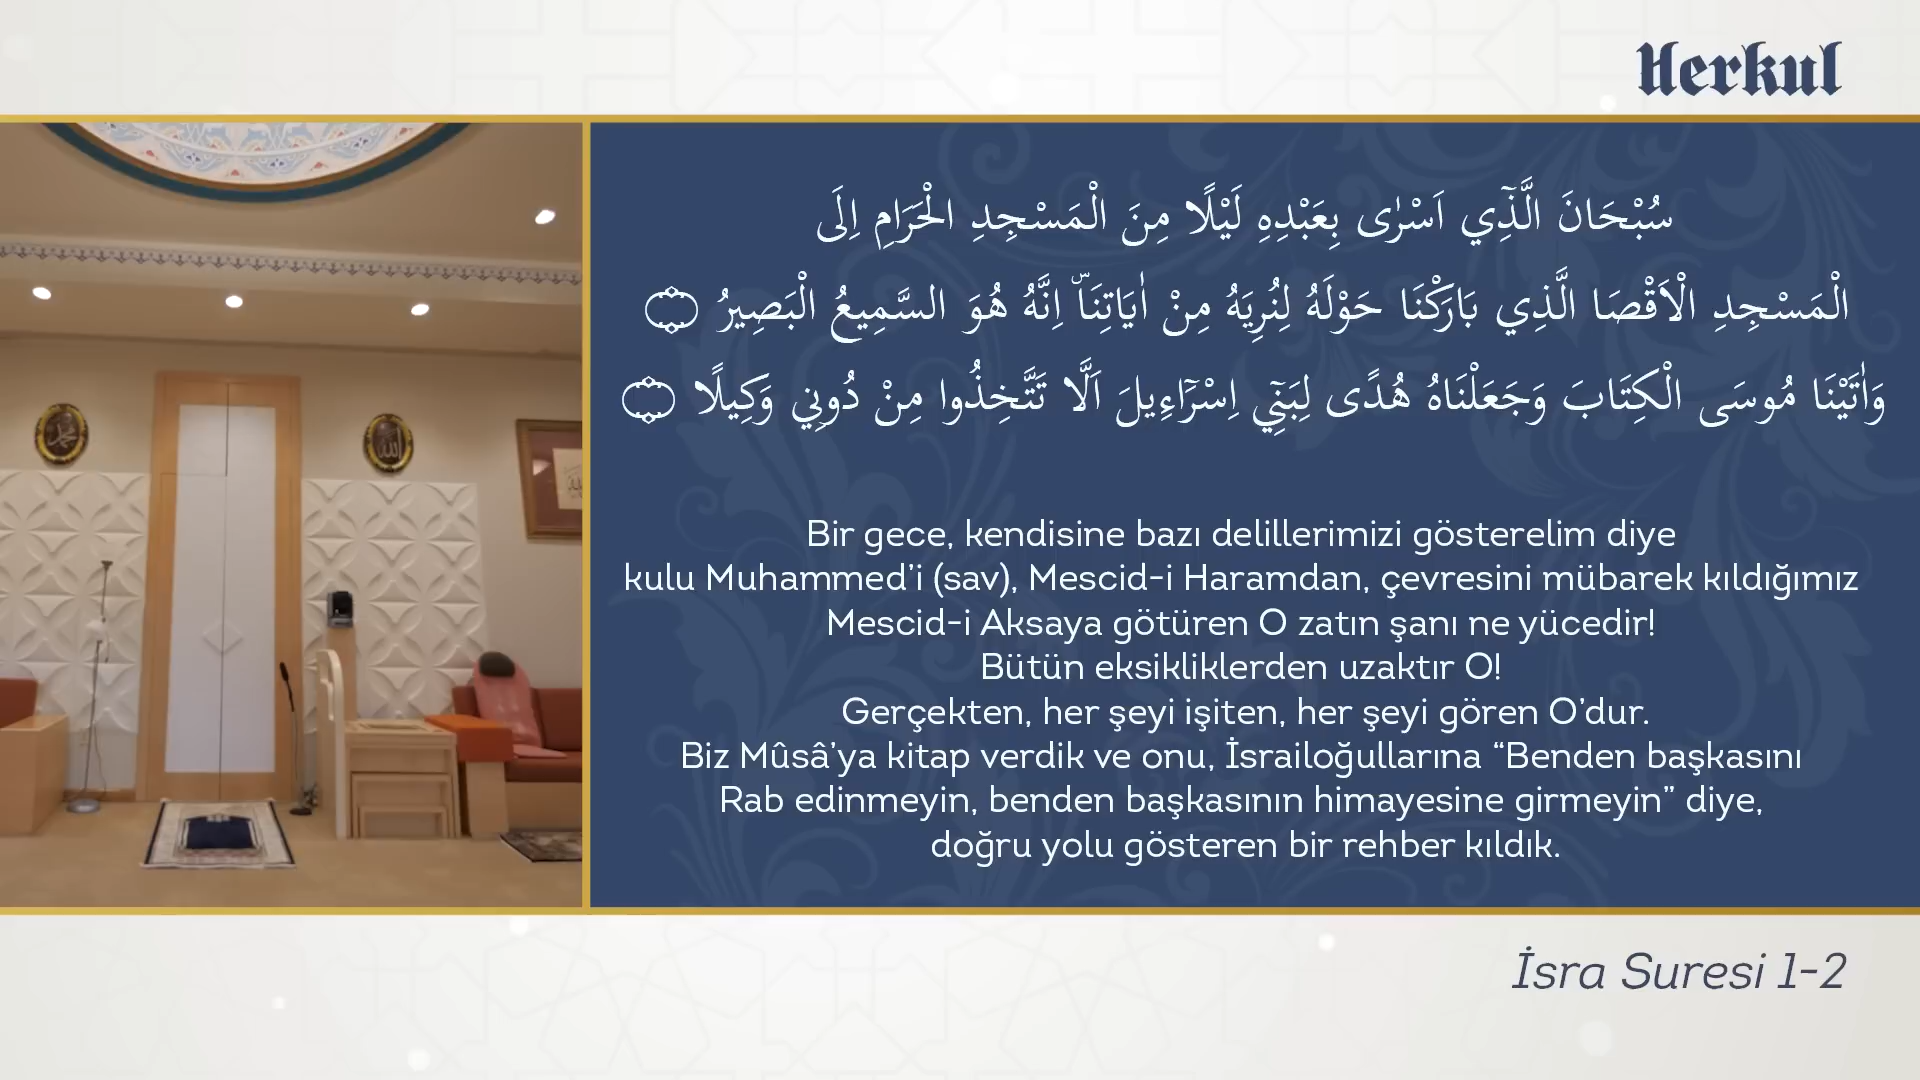 Herkul
سُبْحَانَ الَّذِٓي اَسْرٰى بِعَبْدِهِ لَيْلًا مِنَ الْمَسْجِدِ الْحَرَامِ اِلَى
الْمَسْجِدِ الْاَقْصَا الَّذِي بَارَكْنَا حَوْلَهُ لِنُرِيَهُ مِنْ اٰيَاتِنَاۜ اِنَّهُ هُوَ السَّمِيعُ الْبَصِيرُ ۝
وَاٰتَيْنَا مُوسَى الْكِتَابَ وَجَعَلْنَاهُ هُدًى لِبَنِٓي اِسْرَٓاءِيلَ اَلَّا تَتَّخِذُوا مِنْ دُونِي وَكِيلًا ۝
Bir gece, kendisine bazı delillerimizi gösterelim diye
kulu Muhammed’i (sav), Mescid-i Haramdan, çevresini mübarek kıldığımız
Mescid-i Aksaya götüren O zatın şanı ne yücedir!
Bütün eksikliklerden uzaktır O!
Gerçekten, her şeyi işiten, her şeyi gören O’dur.
Biz Mûsâ’ya kitap verdik ve onu, İsrailoğullarına “Benden başkasını
Rab edinmeyin, benden başkasının himayesine girmeyin” diye,
doğru yolu gösteren bir rehber kıldık.
İsra Suresi 1-2
محمد
الله